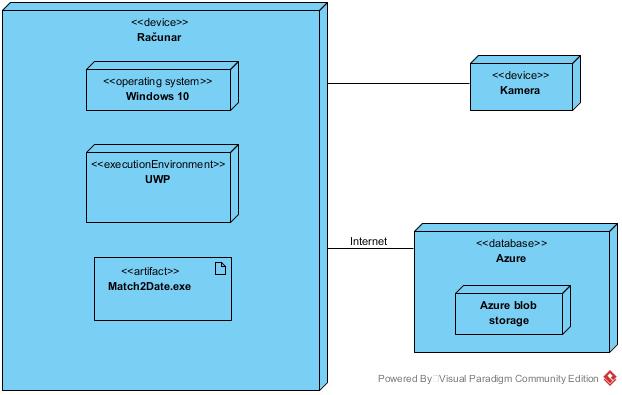 <<device>>
Računar
<<operating system>>
Windows 10
<<executionEnvironment>>
UWP
<<artifact>>
Match2Date.exe
<<device>>
Kamera
Internet
<<database>>
Azure
Azure blob
storage
Powered By Visual Paradigm Community Edition